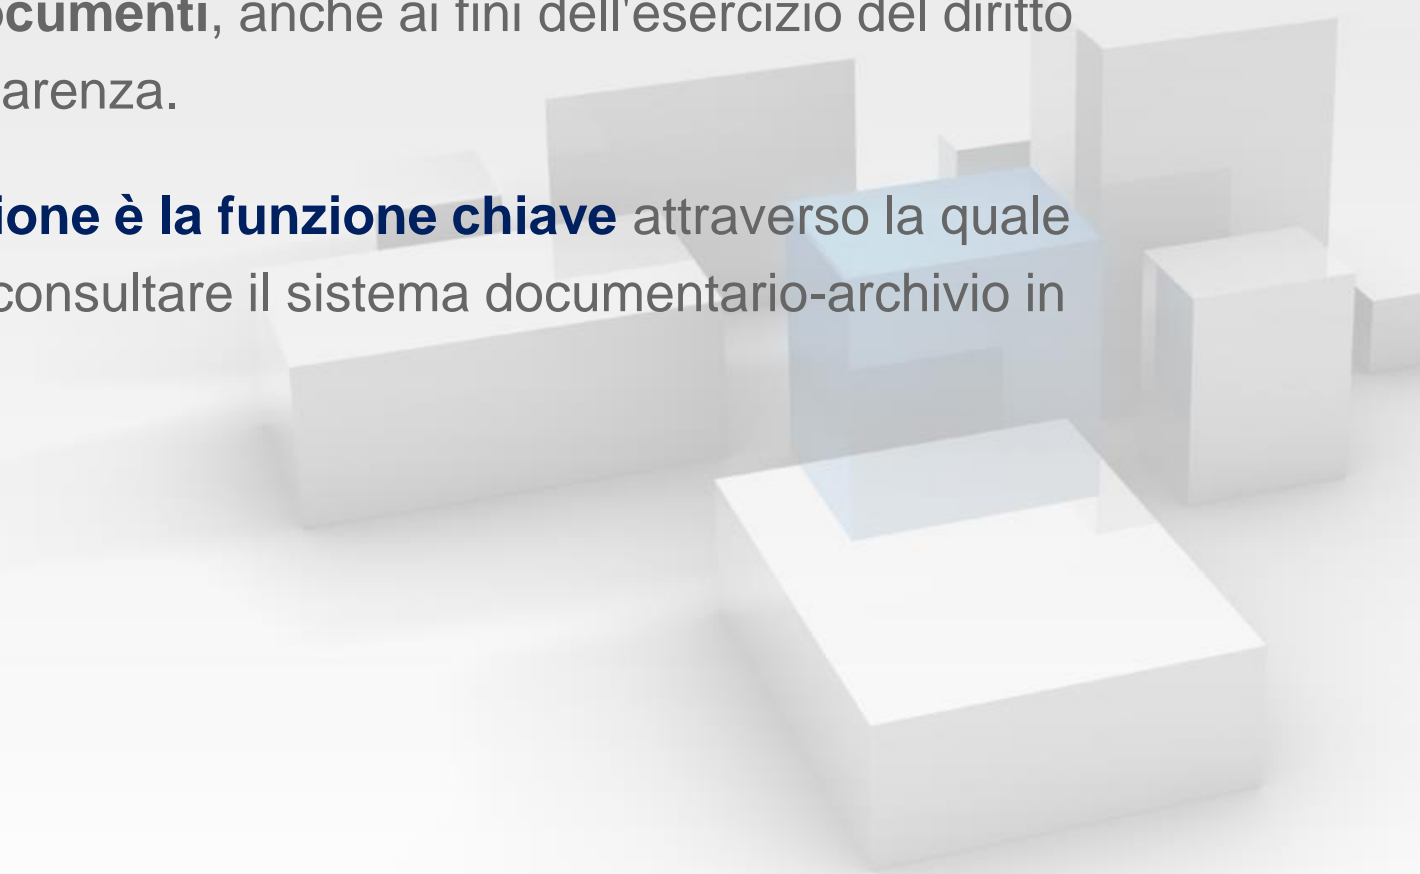 ocumenti, anche ai fini dell'esercizio del diritto
arenza.
ione è la funzione chiave attraverso la quale
consultare il sistema documentario-archivio in